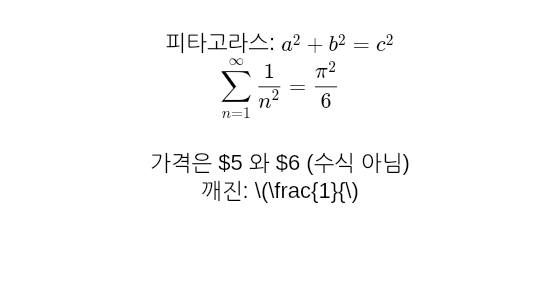 피타고라스: a² + b² = c²
∑_{n=1}^{∞} 1/n² = π²/6
가격은 $5 와 $6 (수식 아님)
깨진: \(\frac{1}{\)